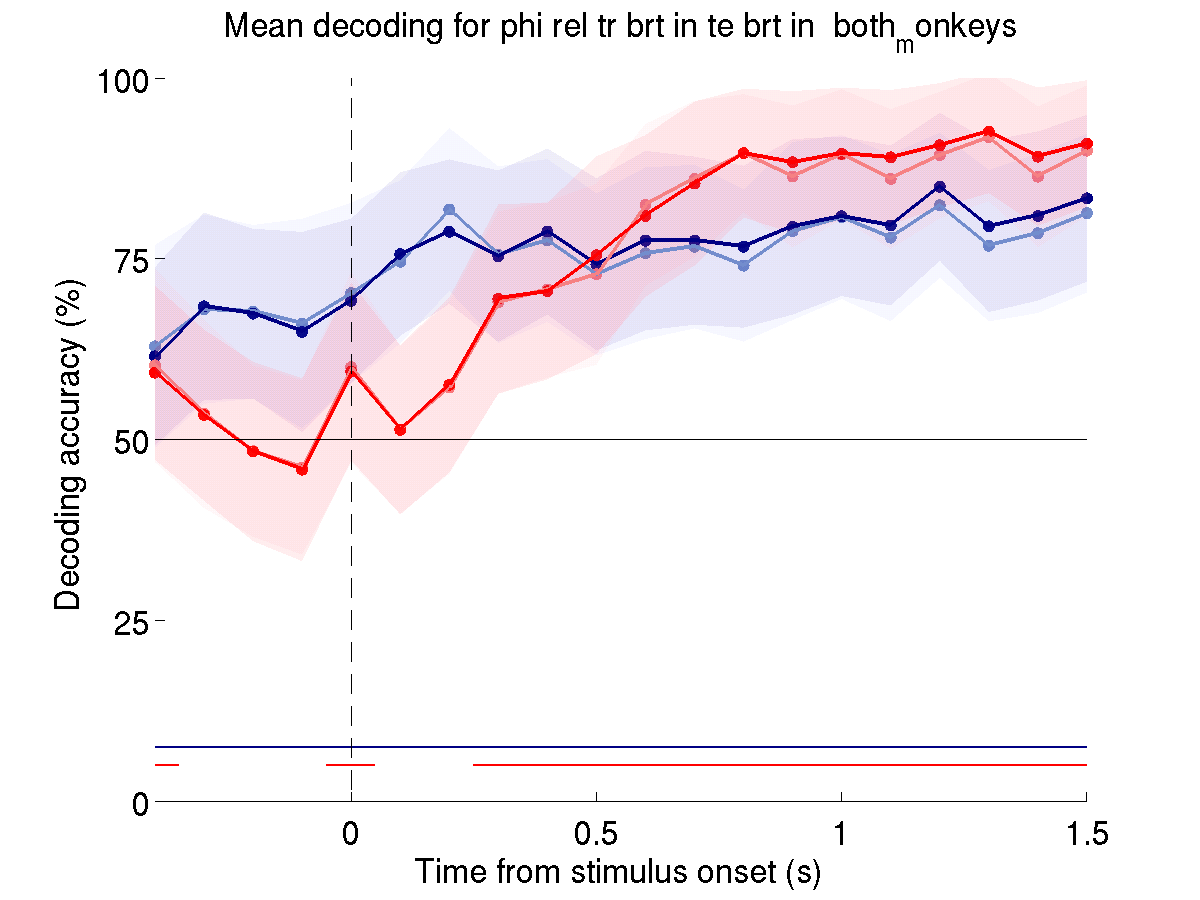 Mean decoding for phi rel tr brt in te brt in both_monkeys
100
75
50
25
0
Decoding accuracy (%)
0 0.5 1 1.5
Time from stimulus onset (s)